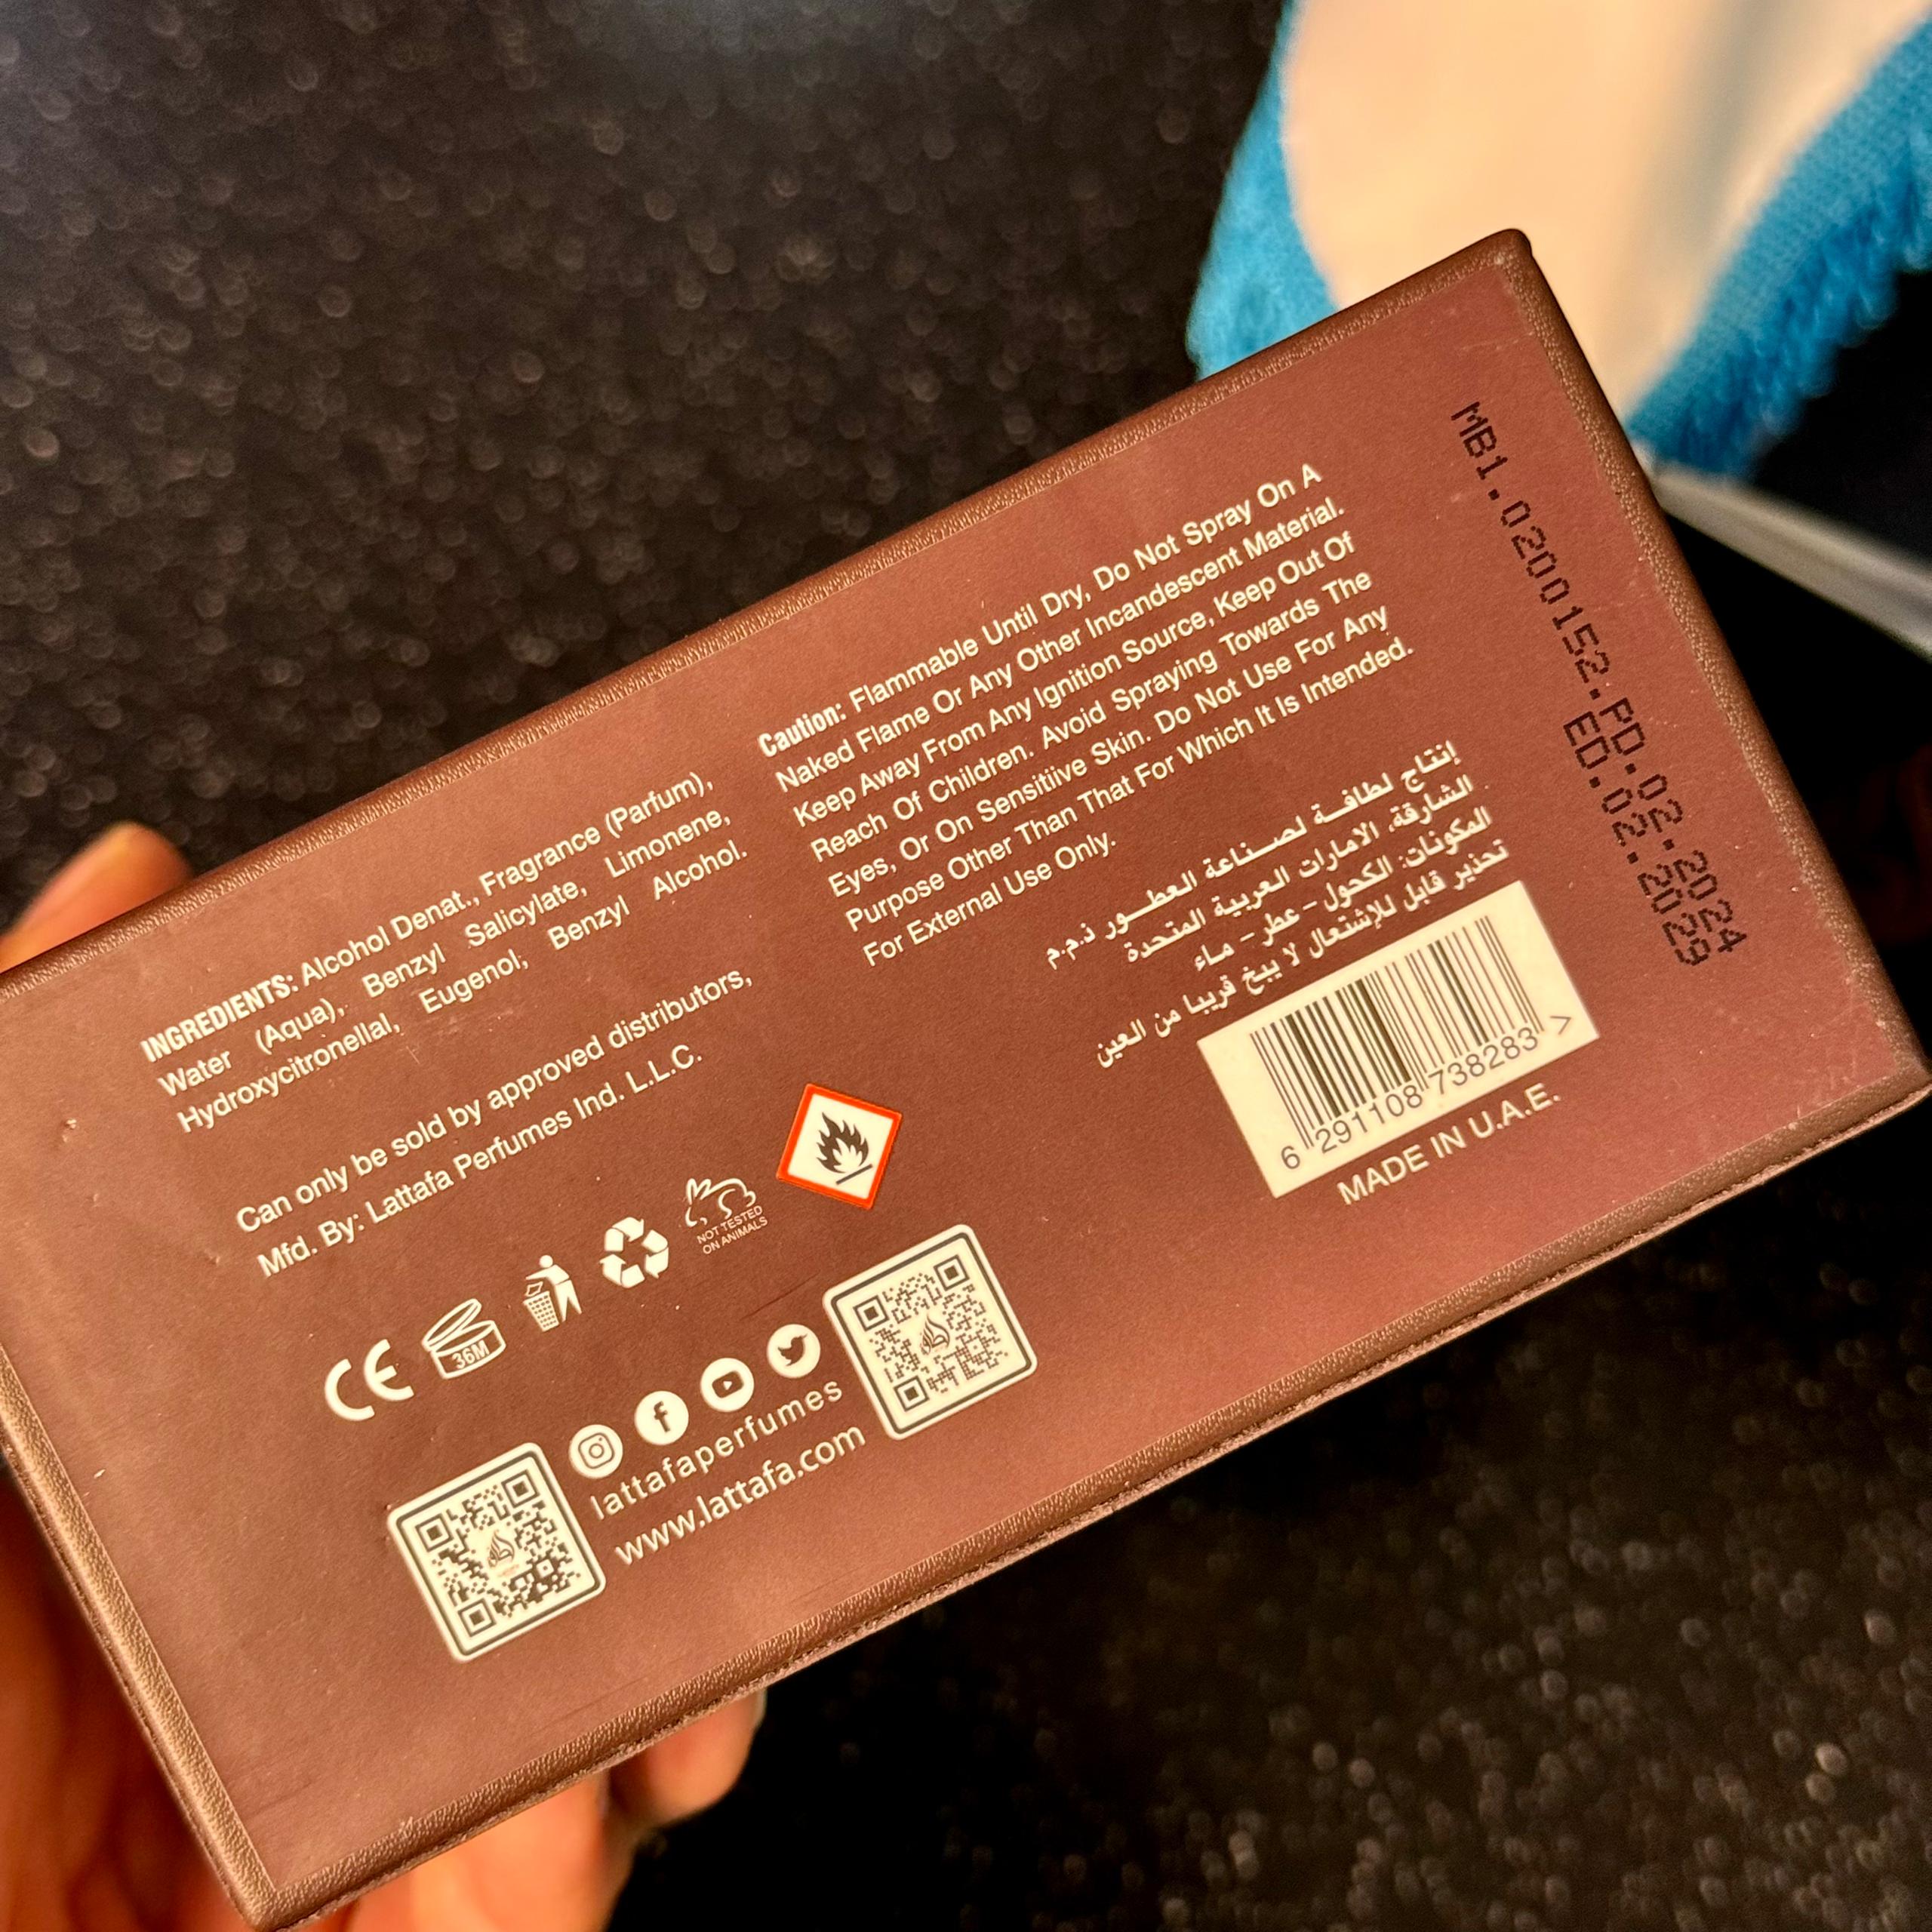 INGREDIENTS: Alcohol Denat., Fragrance (Parfum),
Water (Aqua), Benzyl Salicylate, Limonene,
Hydroxycitronellal, Eugenol, Benzyl Alcohol.
Can only be sold by approved distributors,
Mfd. By: Lattafa Perfumes Ind. L.L.C.
CE
36M
NOT TESTED
ON ANIMALS
lattafaperfumes
www.lattafa.com
Caution: Flammable Until Dry, Do Not Spray On A
Naked Flame Or Any Other Incandescent Material.
Keep Away From Any Ignition Source, Keep Out Of
Reach Of Children. Avoid Spraying Towards The
Eyes, Or On Sensitiive Skin. Do Not Use For Any
Purpose Other Than That For Which It Is Intended.
For External Use Only.
إنتاج لطافة لصناعة العطور ذ.م.م
الشارقة، الامارات العربية المتحدة
المكونات: الكحول - عطر - ماء
تحذير قابل للإشتعال لا يبخ قريبا من العين
6 291108 738283 >
MADE IN U.A.E.
MB1.0200152.PD.02.2024
ED.02.2029